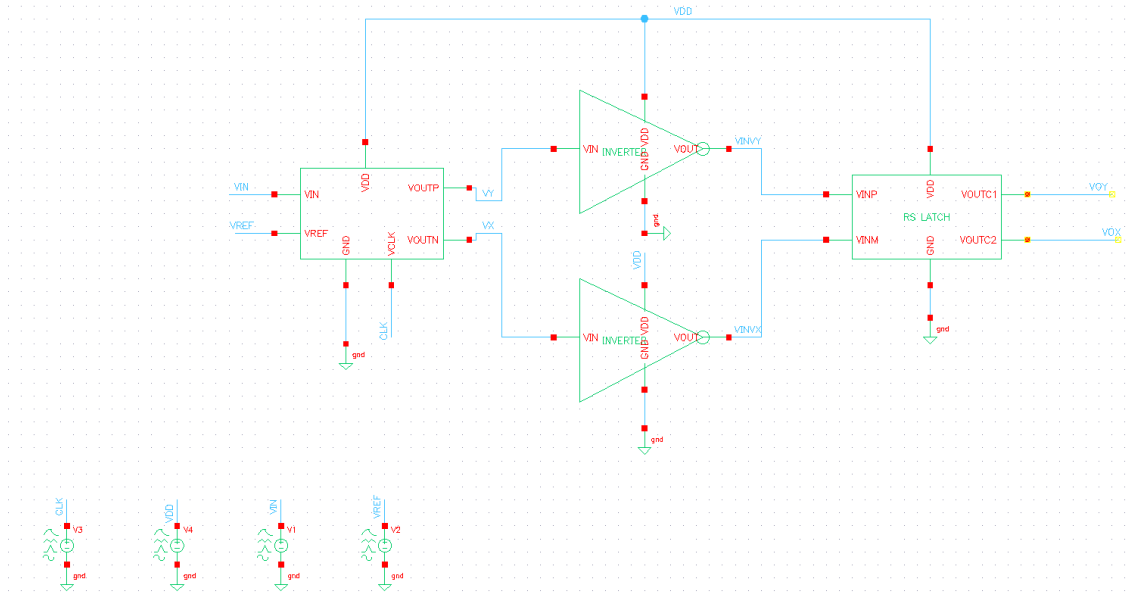 VDD
VDD
GND
VDD
VIN
INVERTER
VOUT
VINVY
VIN
VIN
VOUTP
VY
VREF
VREF
VOUTN
VX
GND
VCLK
CLK
gnd
gnd
VDD
GND
VDD
VIN
INVERTER
VOUT
VINVX
gnd
VDD
VINP
VOUTC1
VOY
RS LATCH
VINM
VOUTC2
VOX
GND
gnd
CLK
V3
gnd
VDD
V4
gnd
VIN
V1
gnd
VREF
V2
gnd